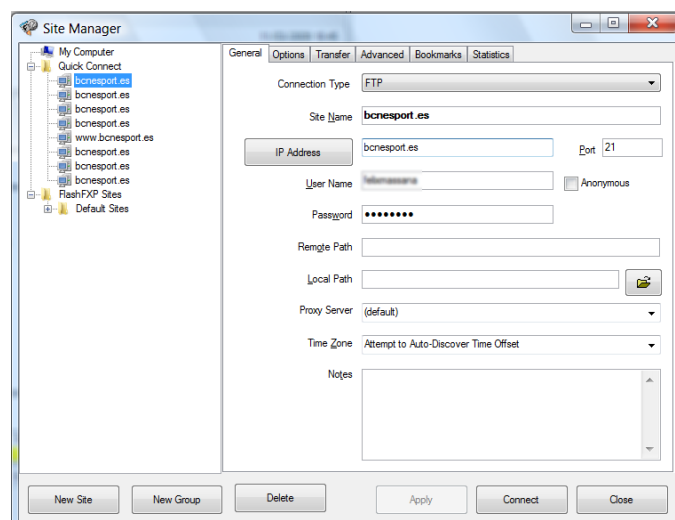 Site Manager
My Computer
Quick Connect
bcnesport.es
bcnesport.es
bcnesport.es
bcnesport.es
www.bcnesport.es
bcnesport.es
bcnesport.es
bcnesport.es
FlashFXP Sites
Default Sites
General Options Transfer Advanced Bookmarks Statistics
Connection Type FTP
Site Name bcnesport.es
IP Address bcnesport.es Port 21
User Name Anonymous
Password ••••••••
Remote Path
Local Path
Proxy Server (default)
Time Zone Attempt to Auto-Discover Time Offset
Notes
New Site New Group Delete Apply Connect Close